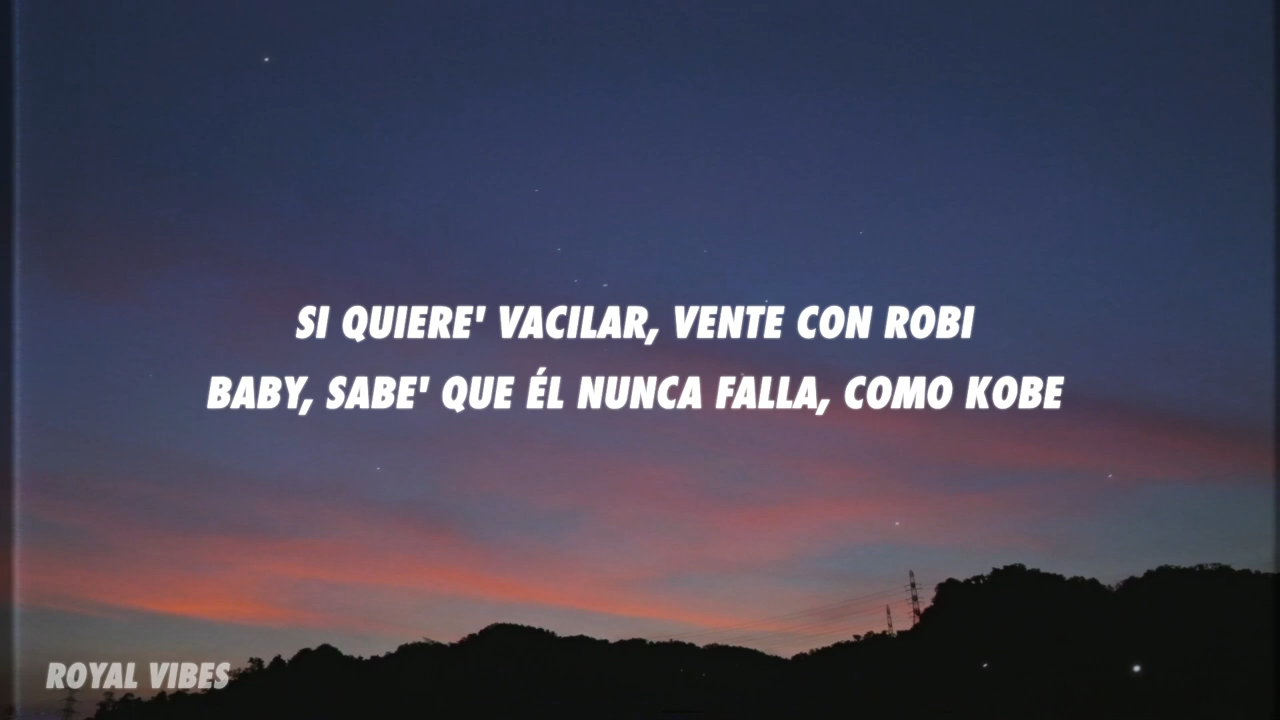 SI QUIERE' VACILAR, VENTE CON ROBI
BABY, SABE' QUE ÉL NUNCA FALLA, COMO KOBE
ROYAL VIBES